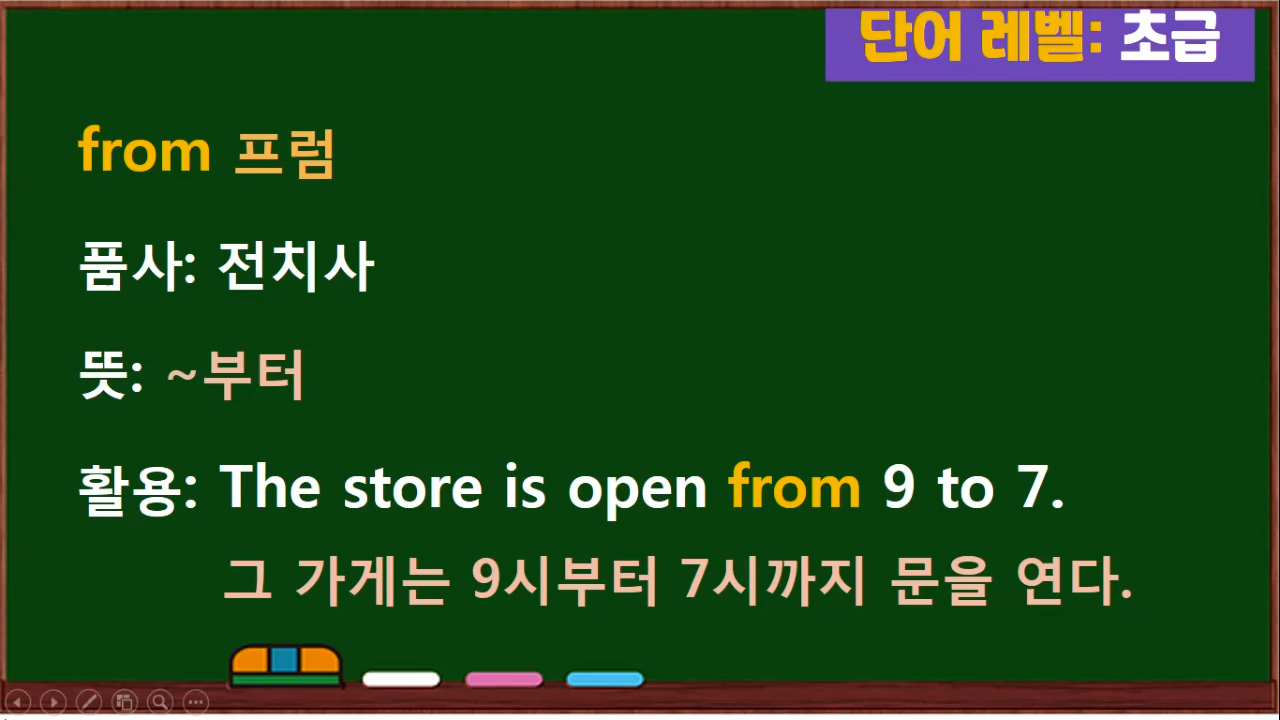 단어 레벨: 초급
from 프럼
품사: 전치사
뜻: ~부터
활용: The store is open from 9 to 7.
그 가게는 9시부터 7시까지 문을 연다.